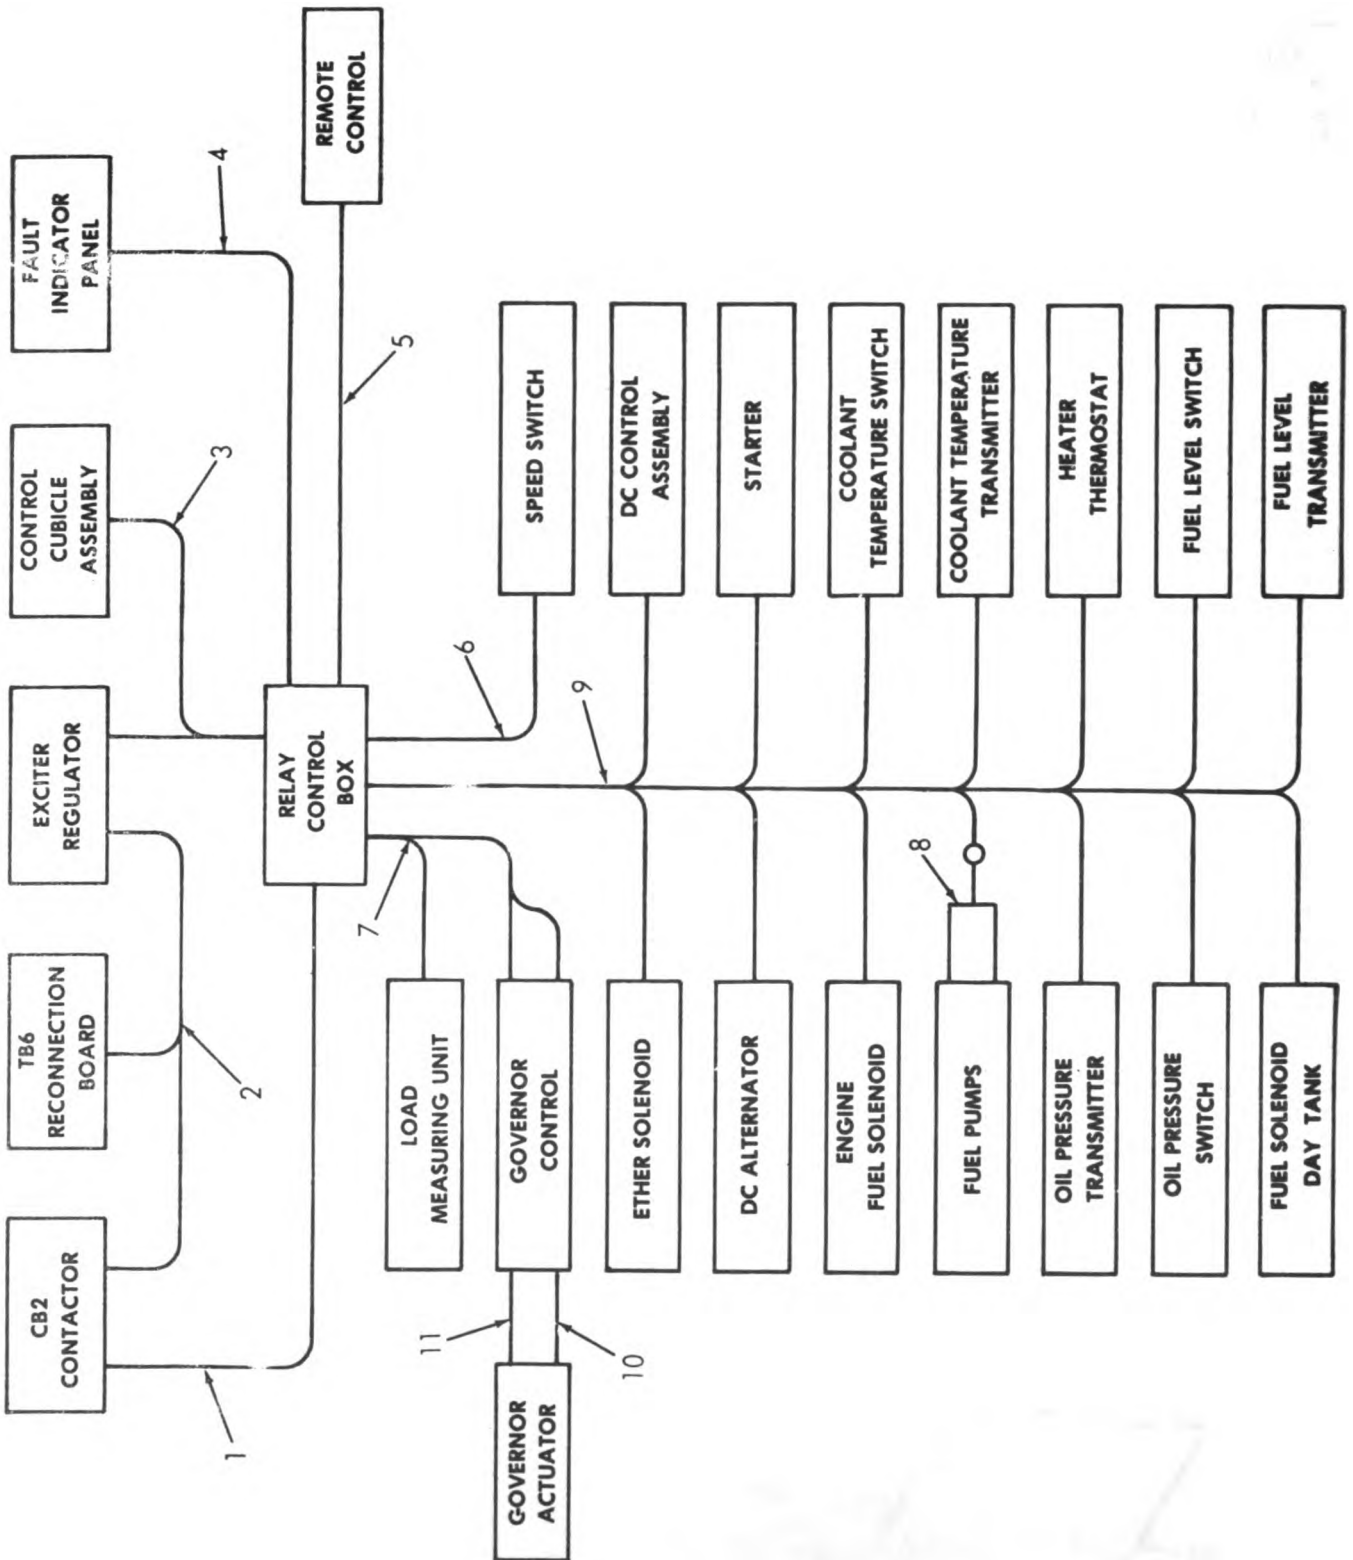 CB2
CONTACTOR
TB6
RECONNECTION
BOARD
EXCITER
REGULATOR
CONTROL
CUBICLE
ASSEMBLY
FAULT
INDICATOR
PANEL
1
2
3
4
RELAY
CONTROL
BOX
REMOTE
CONTROL
5
7
6
LOAD
MEASURING UNIT
GOVERNOR
ACTUATOR
11
10
GOVERNOR
CONTROL
SPEED SWITCH
9
ETHER SOLENOID
DC CONTROL
ASSEMBLY
DC ALTERNATOR
STARTER
ENGINE
FUEL SOLENOID
COOLANT
TEMPERATURE SWITCH
FUEL PUMPS
8
COOLANT TEMPERATURE
TRANSMITTER
OIL PRESSURE
TRANSMITTER
HEATER
THERMOSTAT
OIL PRESSURE
SWITCH
FUEL LEVEL SWITCH
FUEL SOLENOID
DAY TANK
FUEL LEVEL
TRANSMITTER